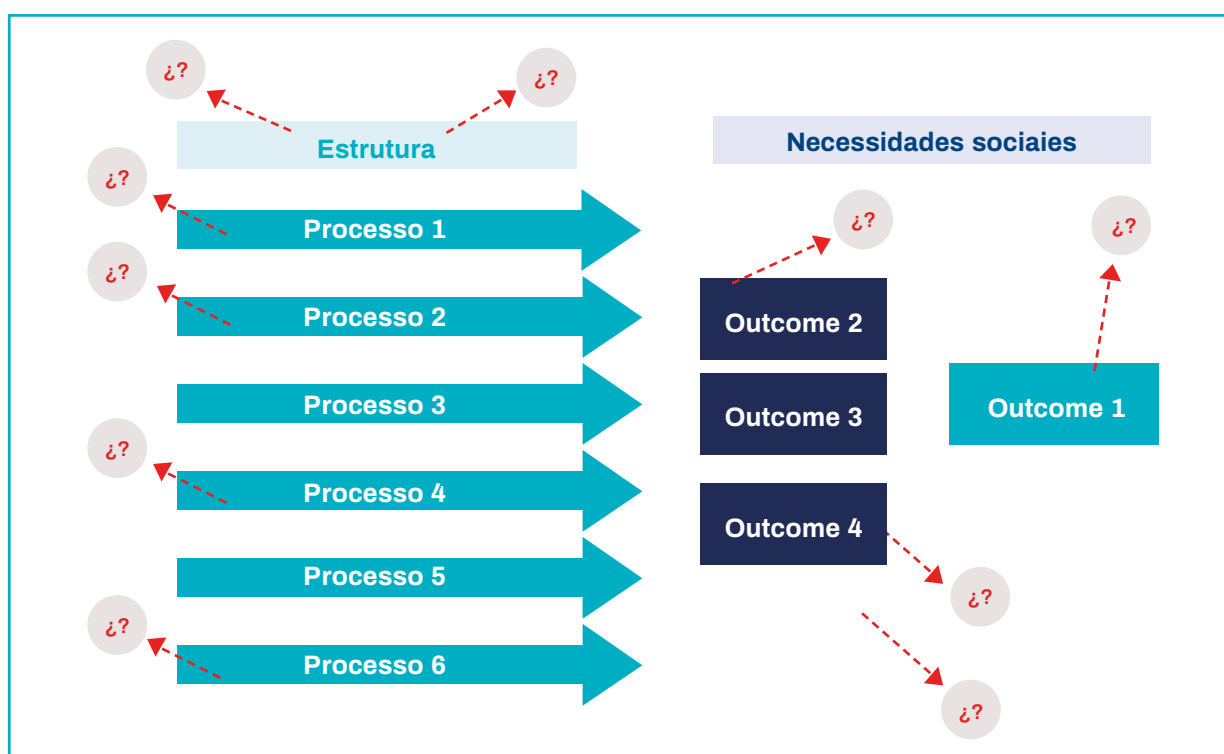 ¿?
¿?
Estrutura
Necessidades sociaies
¿?
Processo 1
¿?
¿?
¿?
Processo 2
Outcome 2
Processo 3
Outcome 3
Outcome 1
¿?
Processo 4
Outcome 4
Processo 5
¿?
¿?
Processo 6
¿?